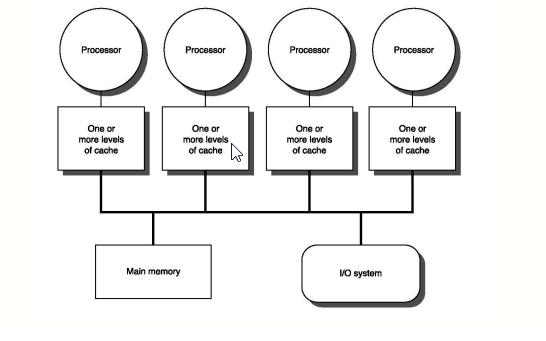 Processor
Processor
Processor
Processor
One or
more levels
of cache
One or
more levels
of cache
One or
more levels
of cache
One or
more levels
of cache
Main memory
I/O system